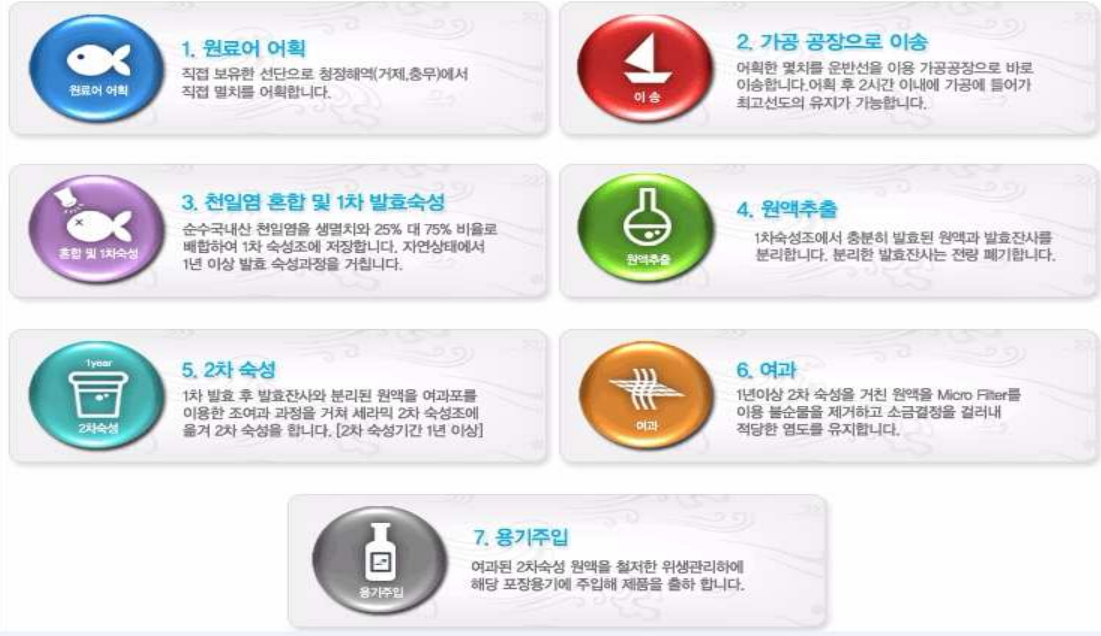 1. 원료어 어획
직접 보유한 선단으로 청정해역(거제,충무)에서
직접 멸치를 어획합니다.
원료어 어획
2. 가공 공장으로 이송
어획한 멸치를 운반선을 이용 가공공장으로 바로
이송합니다.어획 후 2시간 이내에 가공에 들어가
최고선도의 유지가 가능합니다.
이송
3. 천일염 혼합 및 1차 발효숙성
순수국내산 천일염을 생멸치와 25% 대 75% 비율로
배합하여 1차 숙성조에 저장합니다. 자연상태에서
1년 이상 발효 숙성과정을 거칩니다.
혼합 및 1차숙성
4. 원액추출
1차숙성조에서 충분히 발효된 원액과 발효잔사를
분리합니다. 분리한 발효잔사는 전량 폐기합니다.
원액추출
1year
5. 2차 숙성
1차 발효 후 발효잔사와 분리된 원액을 여과포를
이용한 조여과 과정을 거쳐 세라믹 2차 숙성조에
옮겨 2차 숙성을 합니다. [2차 숙성기간 1년 이상]
2차숙성
6. 여과
1년이상 2차 숙성을 거친 원액을 Micro Filter를
이용 불순물을 제거하고 소금결정을 걸러내
적당한 염도를 유지합니다.
여과
7. 용기주입
여과된 2차숙성 원액을 철저한 위생관리하에
해당 포장용기에 주입해 제품을 출하 합니다.
용기주입